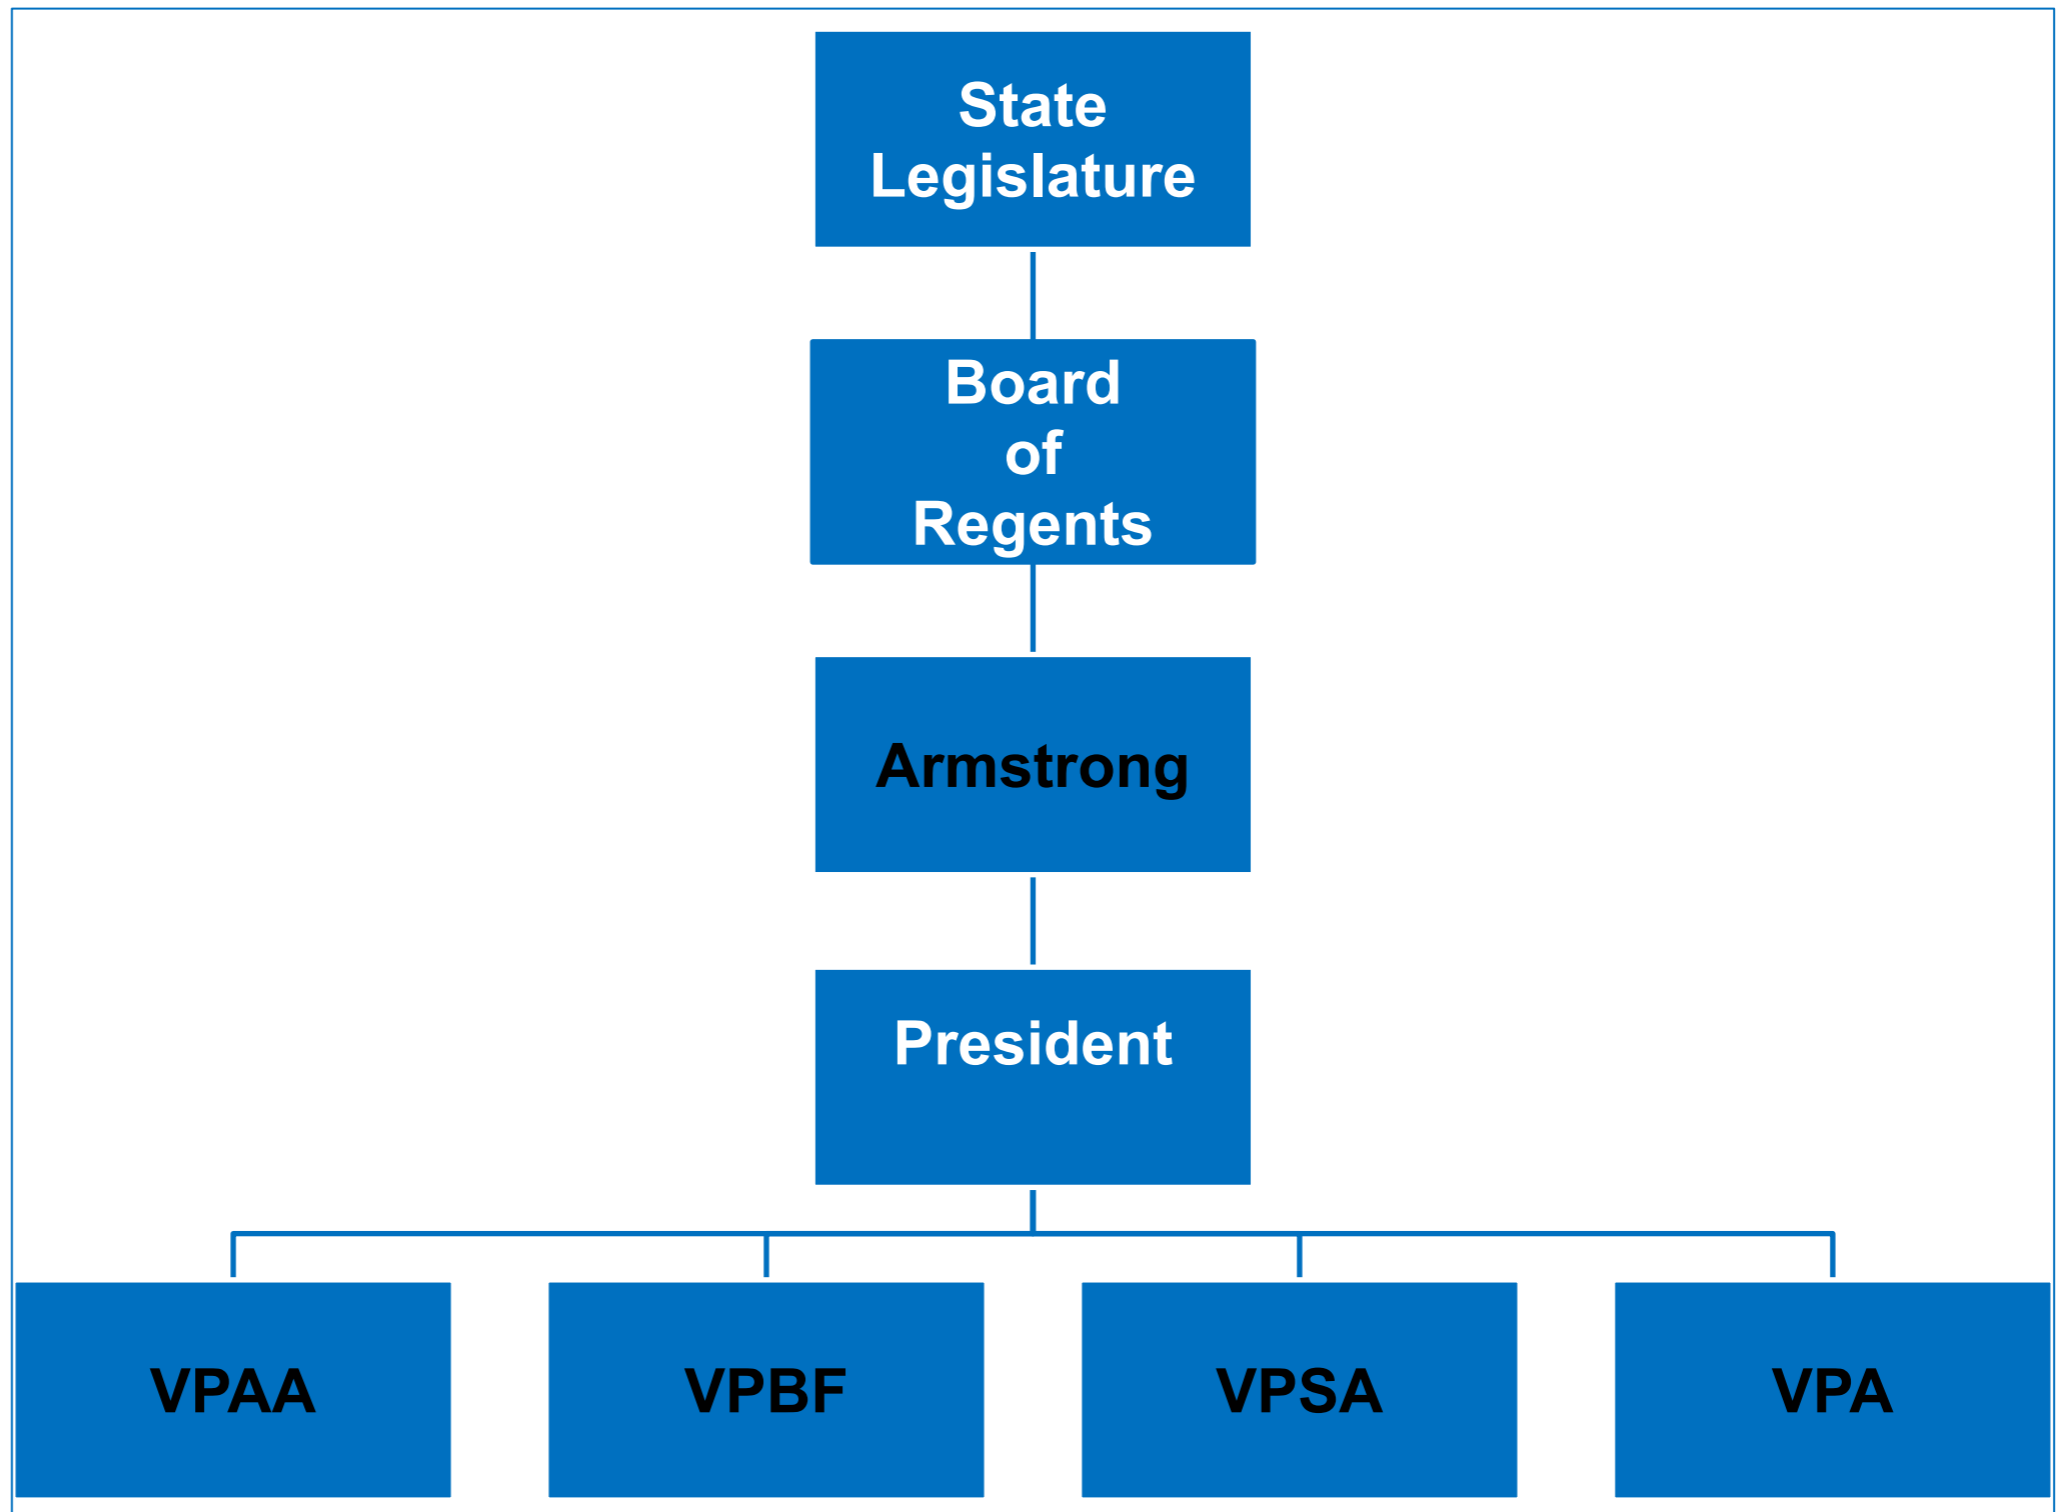 State
Legislature
Board
of
Regents
Armstrong
President
VPAA
VPBF
VPSA
VPA